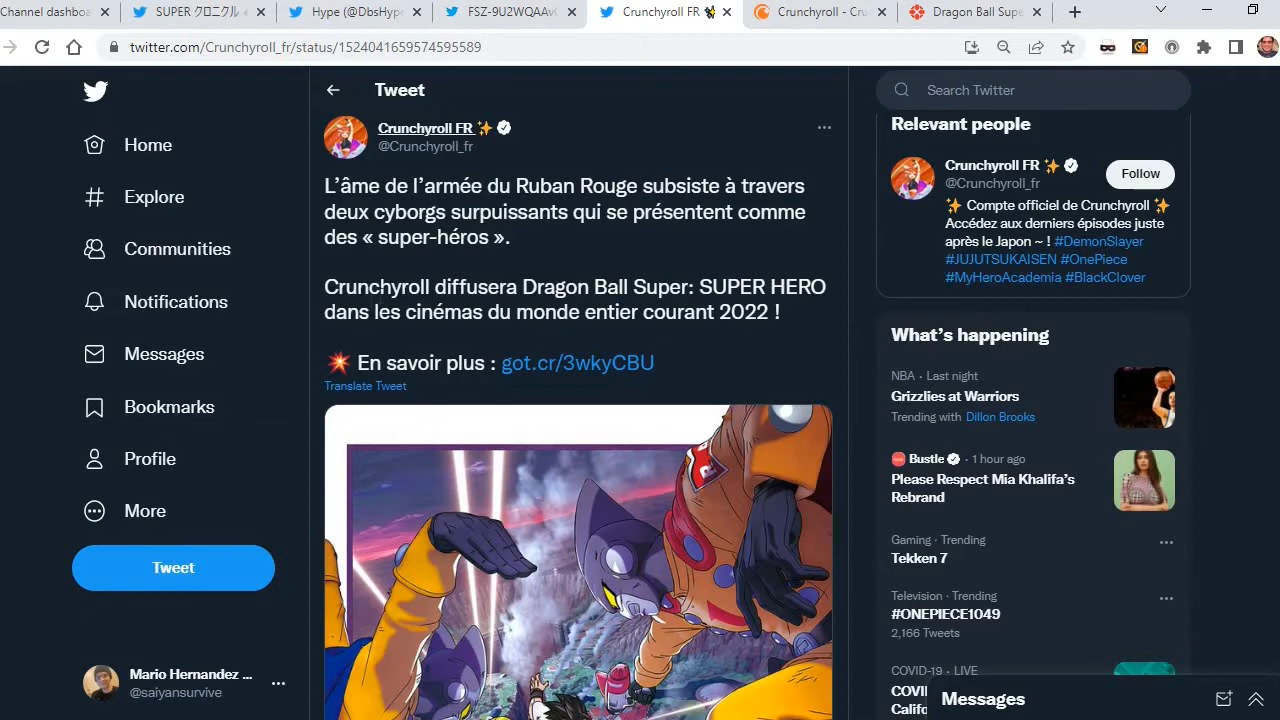 Channel dashboa
SUPER クロニクル
Hype (@DbsHype
FSZ-9U2WQAAv
Crunchyroll FR
Crunchyroll - Cru
Dragon Ball Supe
twitter.com/Crunchyroll_fr/status/1524041659574595589
Home
Explore
Communities
Notifications
Messages
Bookmarks
Profile
More
Tweet
Mario Hernandez ...
@saiyansurvive
Tweet
Crunchyroll FR
@Crunchyroll_fr
L’âme de l’armée du Ruban Rouge subsiste à travers
deux cyborgs surpuissants qui se présentent comme
des « super-héros ».
Crunchyroll diffusera Dragon Ball Super: SUPER HERO
dans les cinémas du monde entier courant 2022 !
💥 En savoir plus : got.cr/3wkyCBU
Translate Tweet
Search Twitter
Relevant people
Crunchyroll FR ✨
@Crunchyroll_fr
Follow
✨ Compte officiel de Crunchyroll ✨
Accédez aux derniers épisodes juste
après le Japon ~ ! #DemonSlayer
#JUJUTSUKAISEN #OnePiece
#MyHeroAcademia #BlackClover
What’s happening
NBA · Last night
Grizzlies at Warriors
Trending with Dillon Brooks
Bustle · 1 hour ago
Please Respect Mia Khalifa’s
Rebrand
Gaming · Trending
Tekken 7
Television · Trending
#ONEPIECE1049
2,166 Tweets
COVID-19 · LIVE
Messages